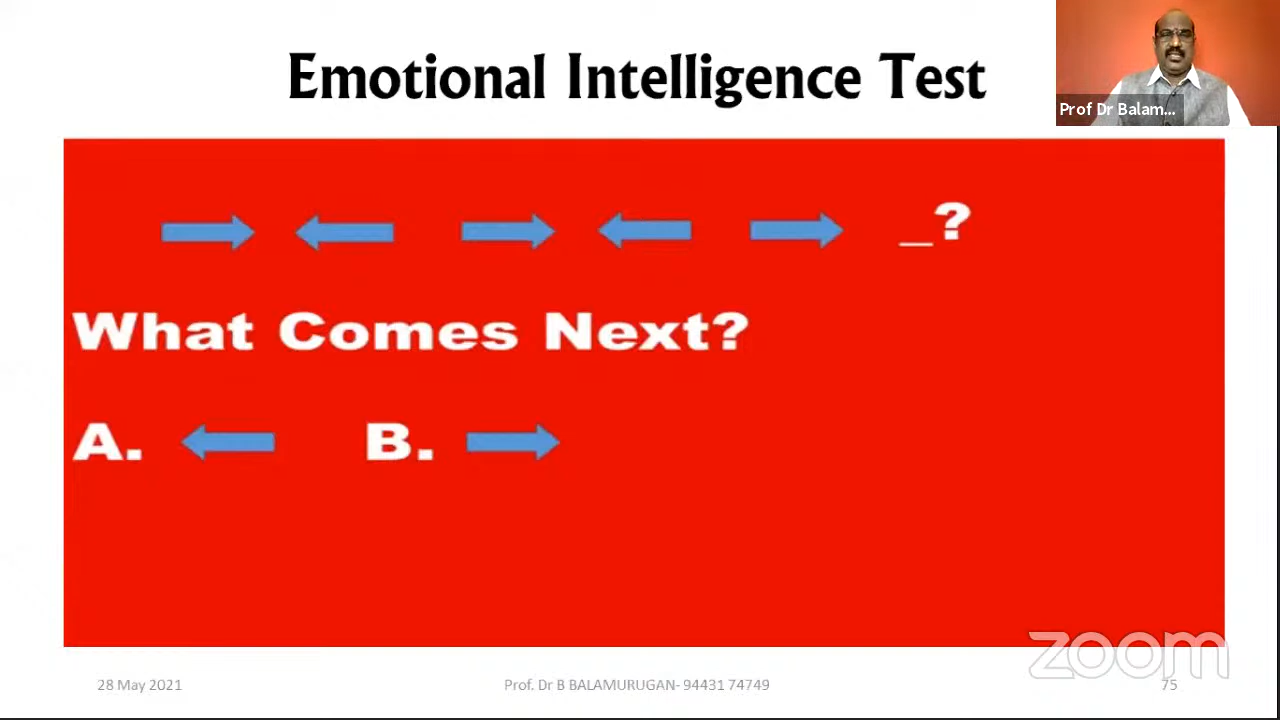 Emotional Intelligence Test
Prof Dr Balam...
_?
What Comes Next?
A. B.
zoom
28 May 2021 Prof. Dr B BALAMURUGAN- 94431 74749 75